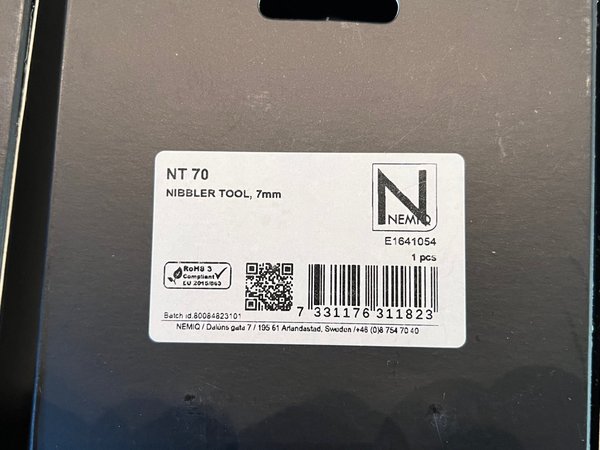 NT 70
NIBBLER TOOL, 7mm
N
NEMIQ
E1641054
1 pcs
RoHS 3
Compliant
EU 2015/863
Batch id.80084823101
7 331176 311823
NEMIQ / Dalúns gata 7 / 195 61 Arlandastad, Sweden /+46 (0)8 754 70 40